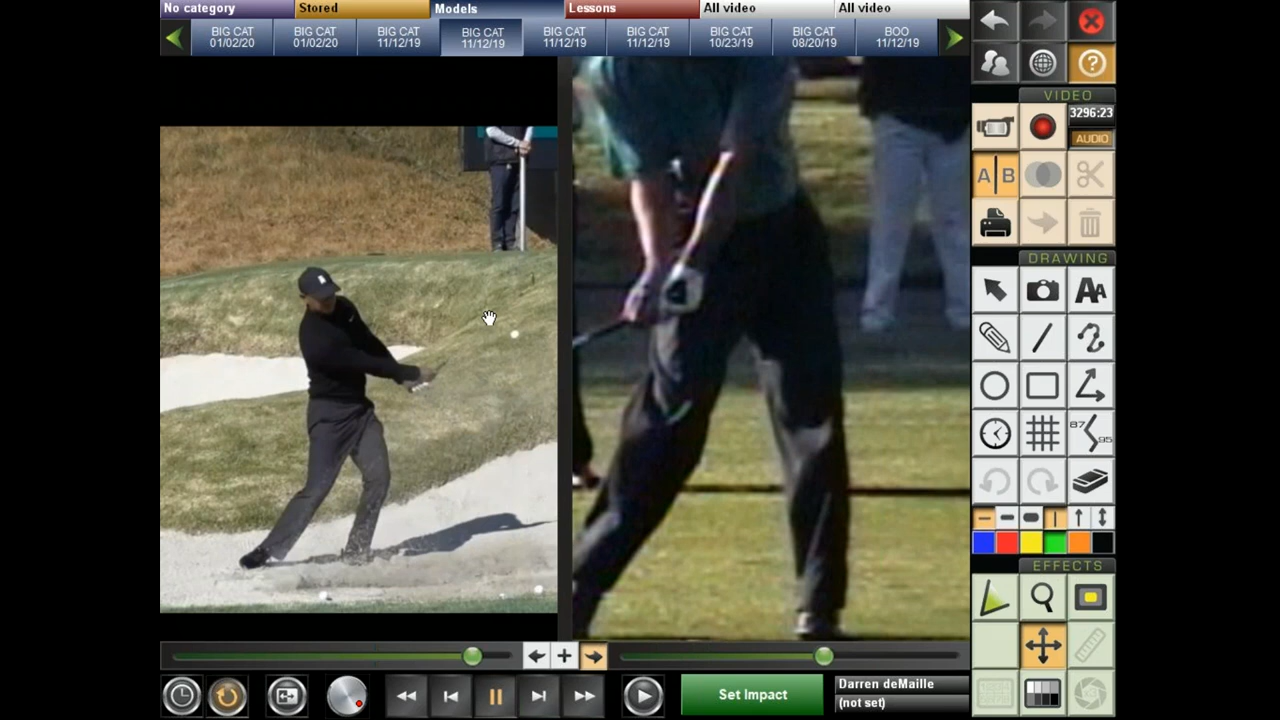 No category
Stored
Models
Lessons
All video
All video
BIG CAT
01/02/20
BIG CAT
01/02/20
BIG CAT
11/12/19
BIG CAT
11/12/19
BIG CAT
11/12/19
BIG CAT
11/12/19
BIG CAT
10/23/19
BIG CAT
08/20/19
BOO
11/12/19
?
VIDEO
3296:23
AUDIO
A|B
DRAWING
AA
87
95
EFFECTS
Set Impact
Darren deMaille
(not set)